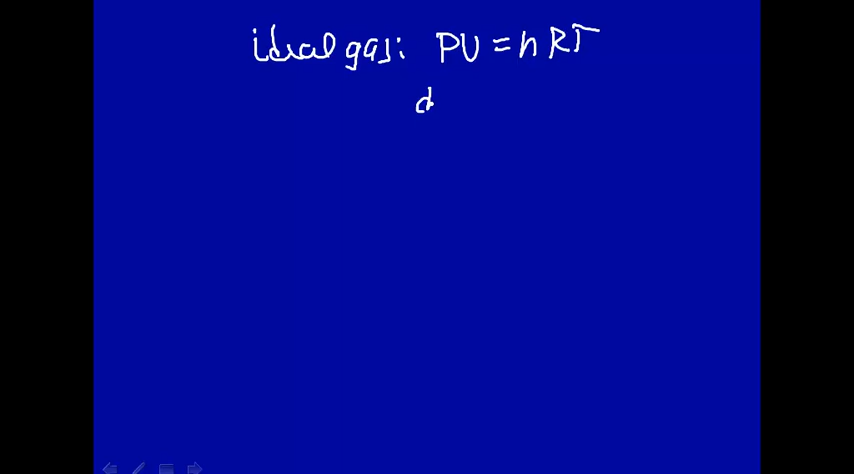 ideal gas: PV = nRT
d